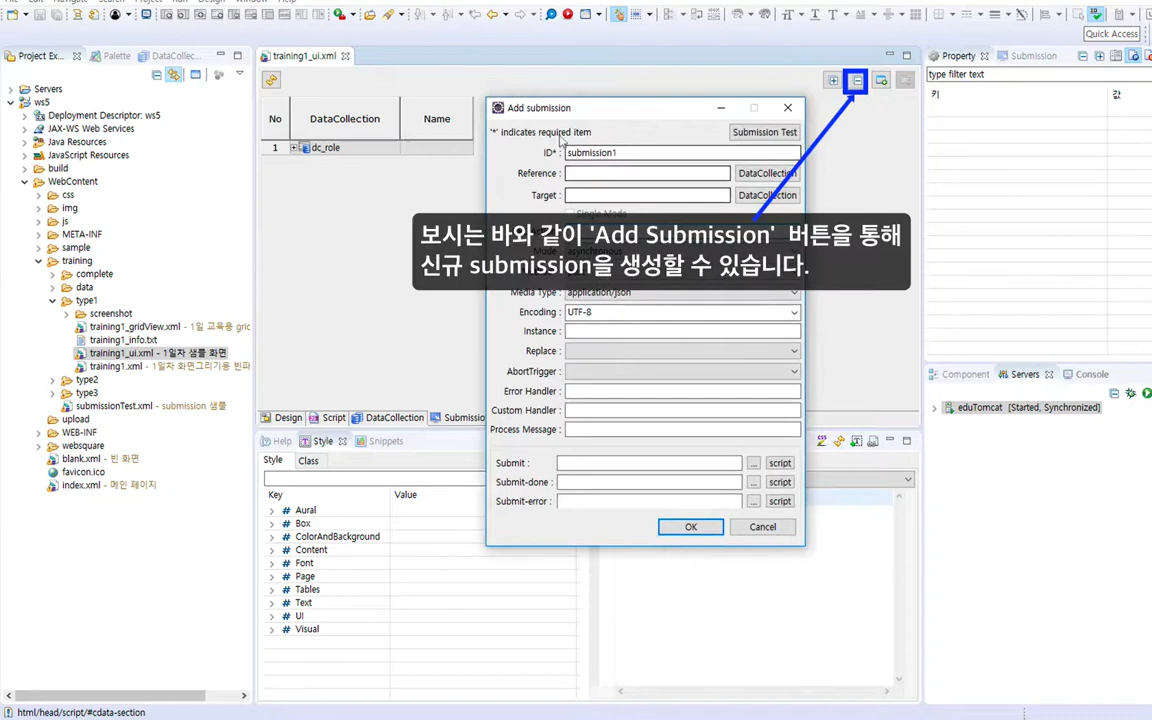 Quick Access
Project Ex...
Palette
DataCollec...
Servers
ws5
Deployment Descriptor: ws5
JAX-WS Web Services
Java Resources
JavaScript Resources
build
WebContent
css
img
js
META-INF
sample
training
complete
data
type1
screenshot
training1_gridView.xml - 1일 교육용 gri
training1_info.txt
training1_ui.xml - 1일자 샘플 화면
training1.xml - 1일자 화면그리기용 빈파
type2
type3
submissionTest.xml - submission 샘플
upload
WEB-INF
websquare
blank.xml - 빈 화면
favicon.ico
index.xml - 메인 페이지
training1_ui.xml
No DataCollection Name
1 dc_role
Add submission
'*' indicates required item
Submission Test
ID* : submission1
Reference :
DataCollection
Target :
DataCollection
Single Mode
보시는 바와 같이 'Add Submission' 버튼을 통해
신규 submission을 생성할 수 있습니다.
Media Type : application/json
Encoding : UTF-8
Instance :
Replace :
AbortTrigger :
Error Handler :
Custom Handler :
Process Message :
Submit : ... script
Submit-done : ... script
Submit-error : ... script
OK Cancel
Design Script DataCollection Submissio
Help Style Snippets
Style Class
Key Value
Aural
Box
ColorAndBackground
Content
Font
Page
Tables
Text
UI
Visual
Property
Submission
type filter text
키 값
Component Servers Console
eduTomcat [Started, Synchronized]
html/head/script/#cdata-section